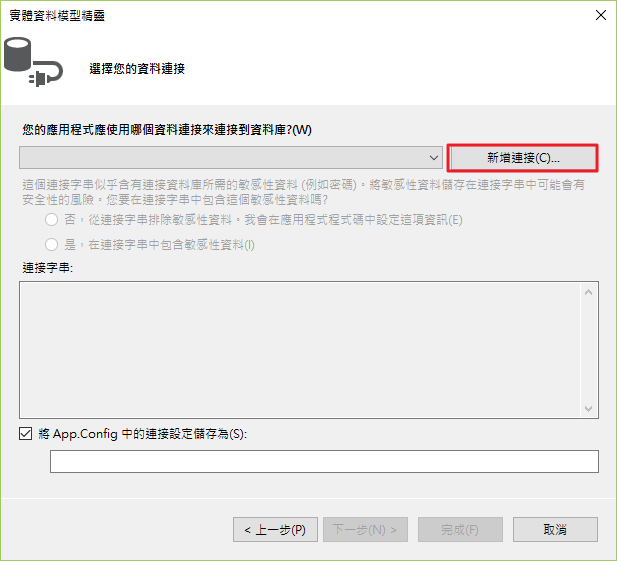 實體資料模型精靈
選擇您的資料連接
您的應用程式應使用哪個資料連接來連接到資料庫?(W)
新增連接(C)...
這個連接字串似乎含有連接資料庫所需的敏感性資料 (例如密碼)，將敏感性資料儲存在連接字串中可能會有
安全性的風險。您要在連接字串中包含這個敏感性資料嗎?
否，從連接字串排除敏感性資料。我會在應用程式程式碼中設定這項資訊(E)
是，在連接字串中包含敏感性資料(I)
連接字串:
將 App.Config 中的連接設定儲存為(S):
< 上一步(P)
下一步(N) >
完成(F)
取消